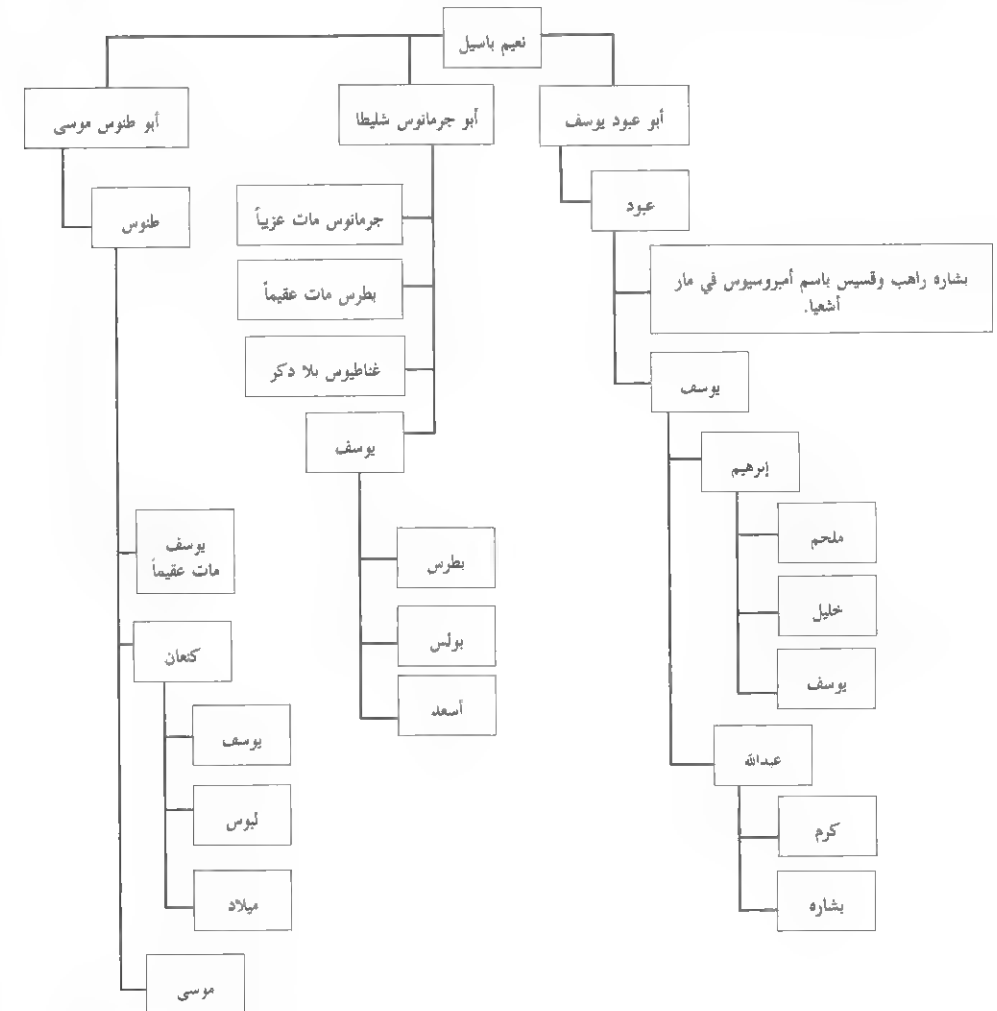 نعيم باسيل
أبو عبود يوسف
عبود
بشاره راهب وقسيس باسم أمبروسيوس في مار
أشعيا.
يوسف
إبرهيم
ملحم
خليل
يوسف
عبدالله
كرم
بشاره
أبو جرمانوس شليطا
جرمانوس مات عزيباً
بطرس مات عقيماً
غناطيوس بلا دكر
يوسف
بطرس
بولس
أسعد
أبو طنوس موسى
طنوس
يوسف
مات عقيماً
كنعان
يوسف
لبوس
ميلاد
موسى